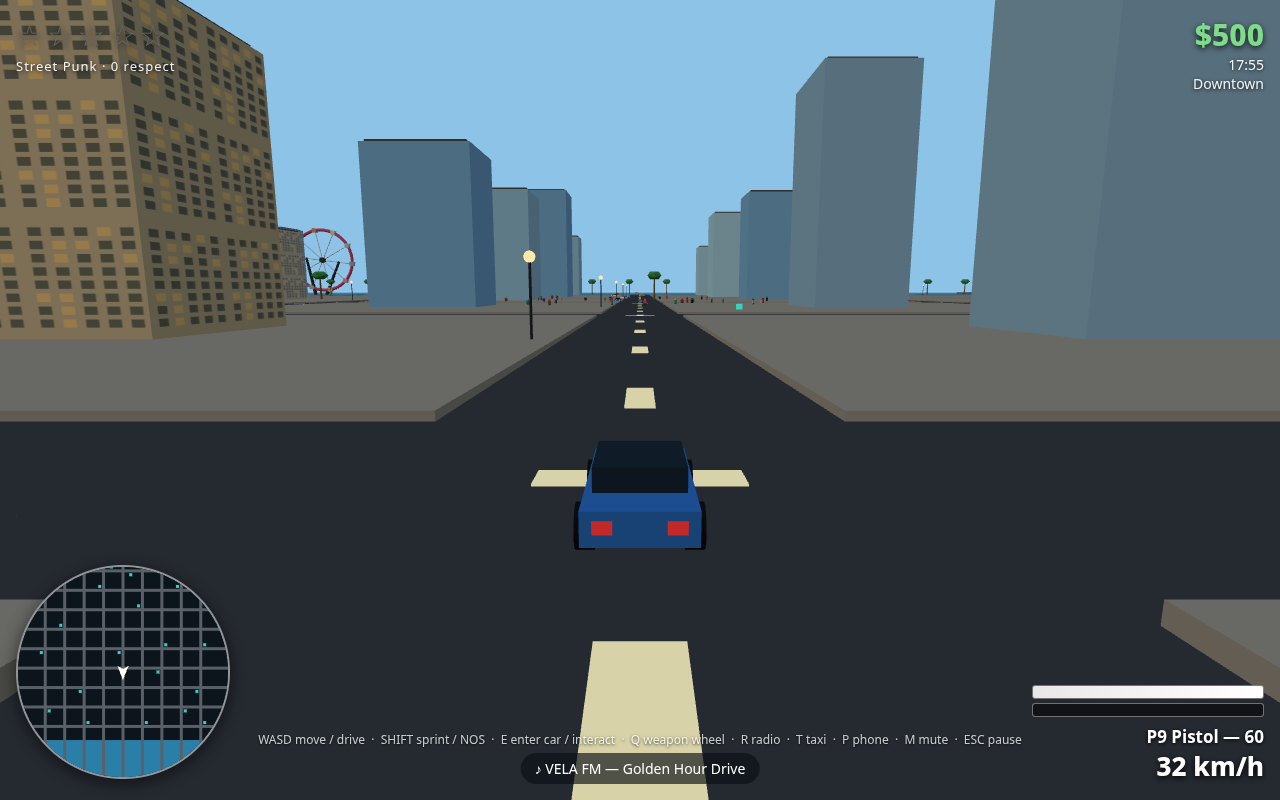 Street Punk · 0 respect
$500
17:55
Downtown
WASD move / drive · SHIFT sprint / NOS · E enter car / interact · Q weapon wheel · R radio · T taxi · P phone · M mute · ESC pause
♪ VELA FM — Golden Hour Drive
P9 Pistol — 60
32 km/h